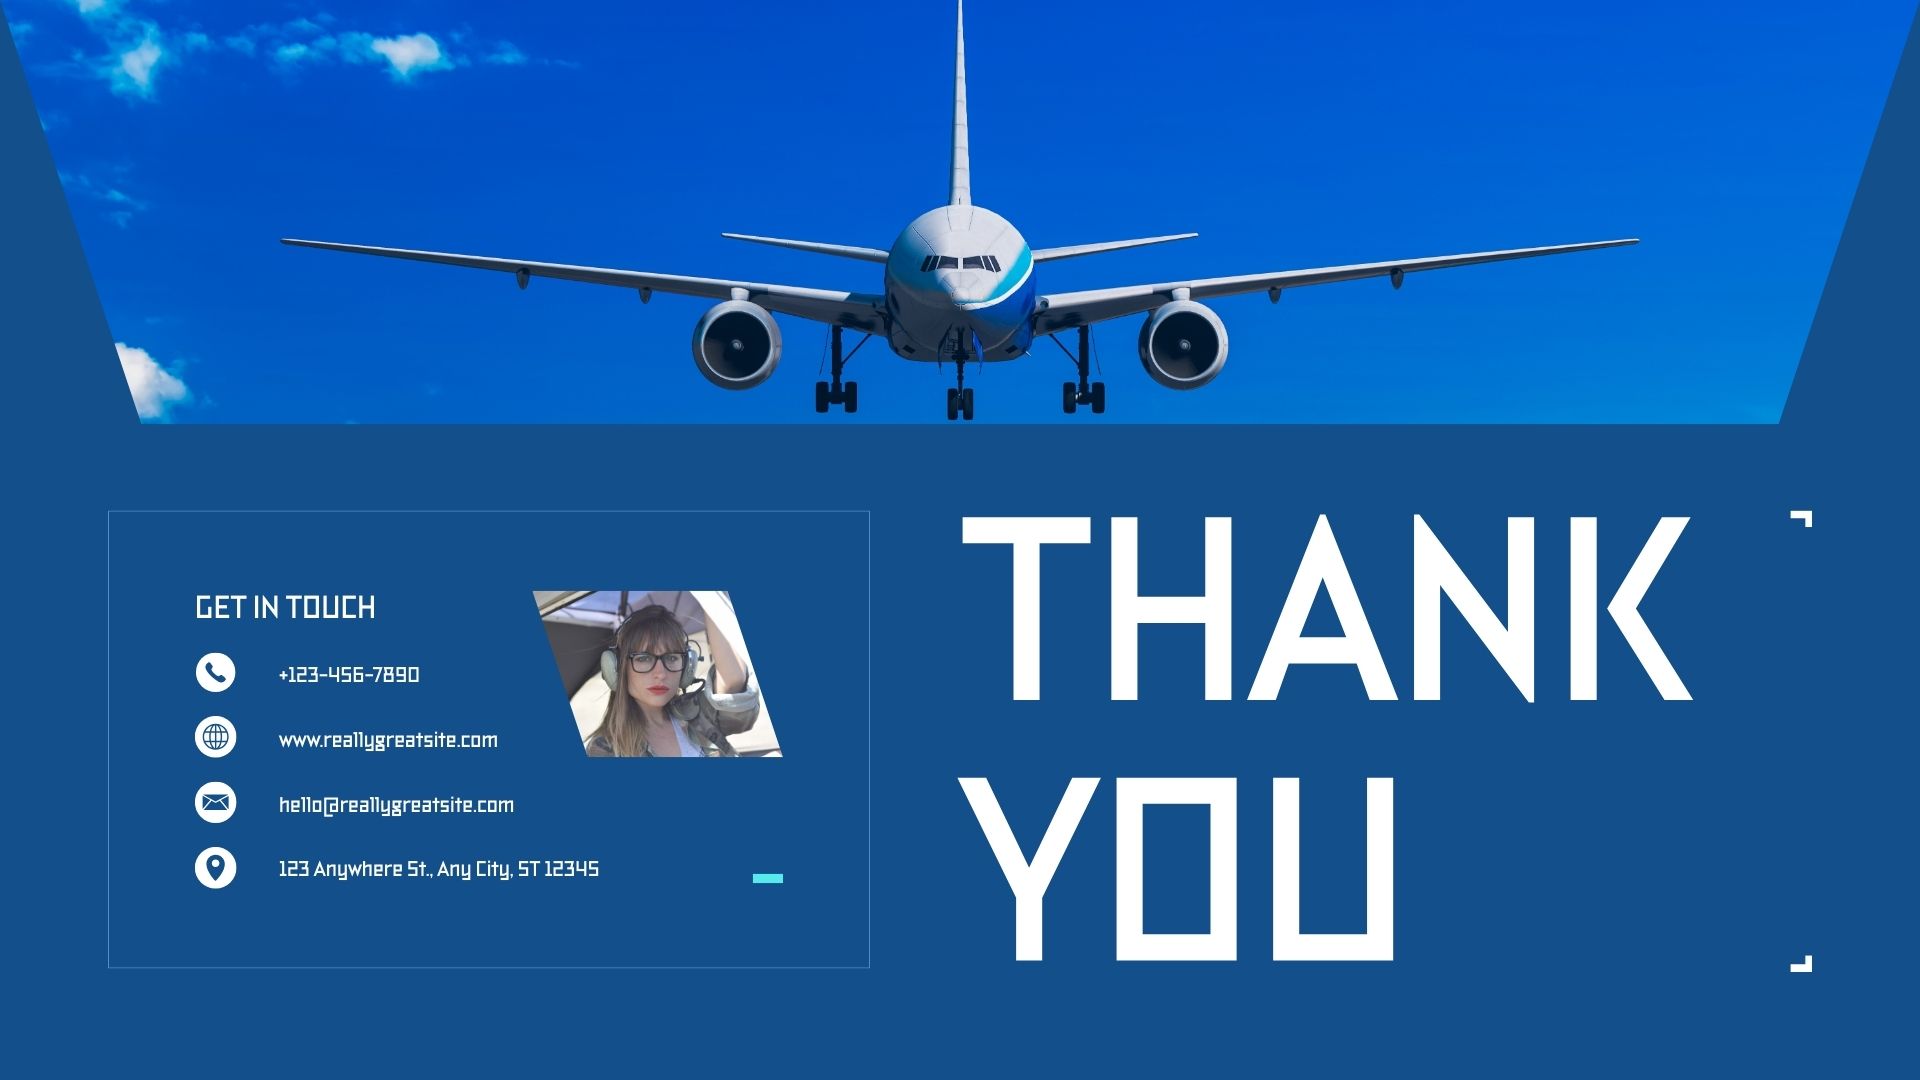 GET IN TOUCH
+123-456-7890
www.reallygreatsite.com
hello@reallygreatsite.com
123 Anywhere St., Any City, ST 12345
THANK
YOU